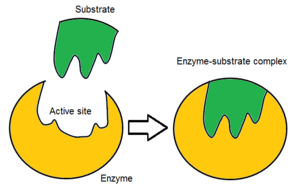 Substrate
Enzyme-substrate complex
Active site
Enzyme